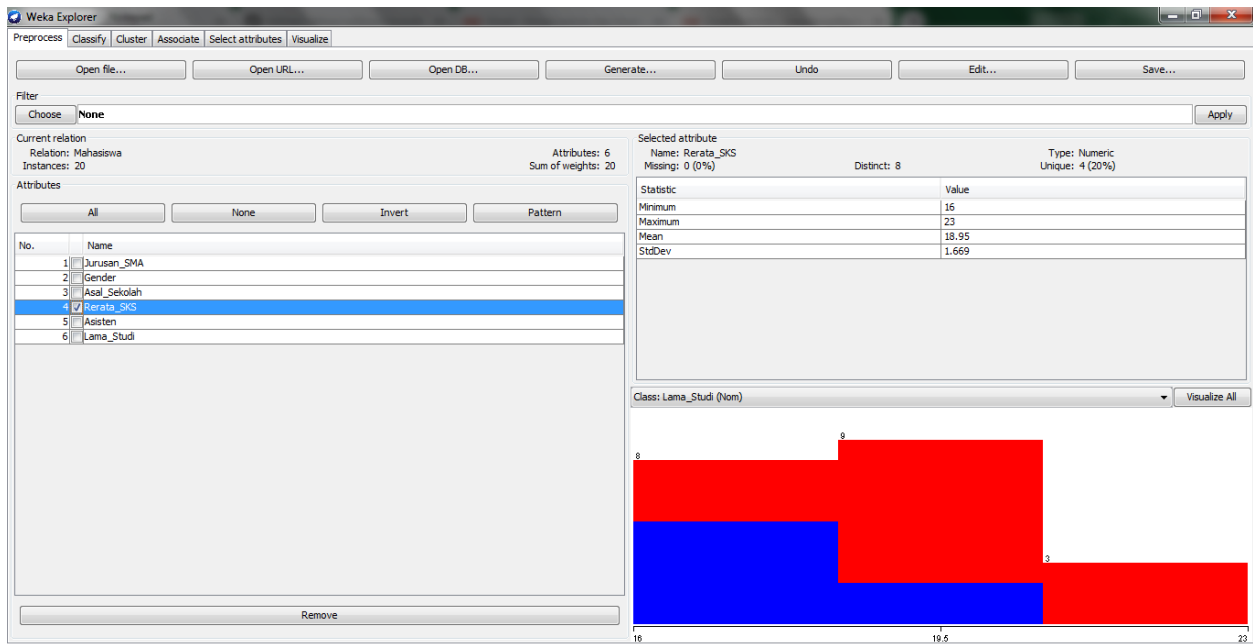 Weka Explorer
Preprocess Classify Cluster Associate Select attributes Visualize
Open file... Open URL... Open DB... Generate... Undo Edit... Save...
Filter
Choose None Apply
Current relation
Relation: Mahasiswa Attributes: 6
Instances: 20 Sum of weights: 20
Attributes
All None Invert Pattern
No. Name
1 Jurusan_SMA
2 Gender
3 Asal_Sekolah
4 Rerata_SKS
5 Asisten
6 Lama_Studi
Remove
Selected attribute
Name: Rerata_SKS Type: Numeric
Missing: 0 (0%) Distinct: 8 Unique: 4 (20%)
Statistic Value
Minimum 16
Maximum 23
Mean 18.95
StdDev 1.669
Class: Lama_Studi (Nom) Visualize All
8
9
3
16 19.5 23